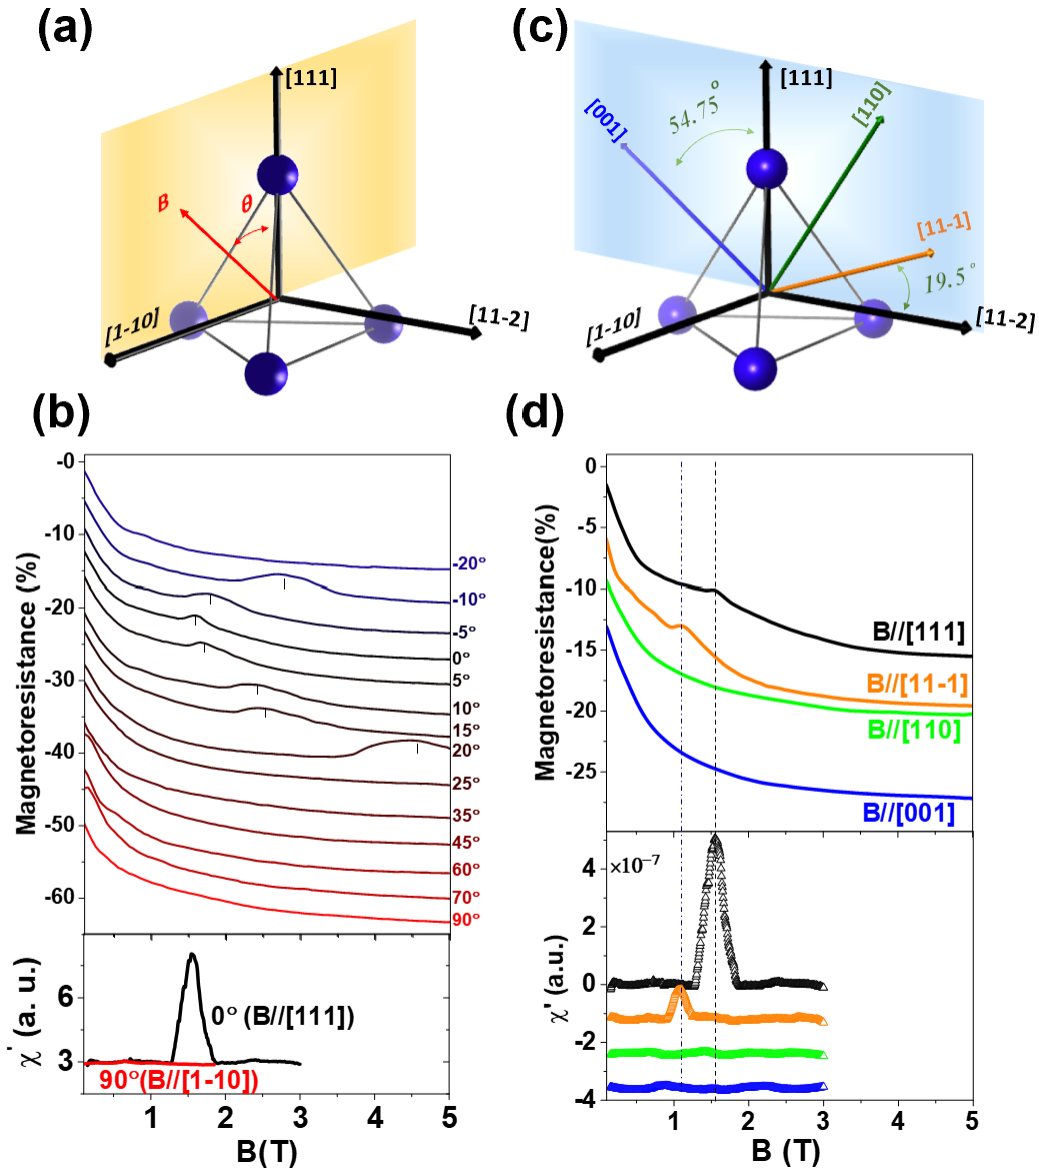 (a)
[111]
B
θ
[1-10]
[11-2]
(c)
[111]
[001]
54.75°
[110]
[11-1]
19.5°
[1-10]
[11-2]
(b)
Magnetoresistance (%)
-0
-10
-20
-30
-40
-50
-60
-20°
-10°
-5°
0°
5°
10°
15°
20°
25°
35°
45°
60°
70°
90°
χ' (a. u.)
6
3
0° (B//[111])
90°(B//[1-10])
1 2 3 4 5
B(T)
(d)
Magnetoresistance(%)
0
-5
-10
-15
-20
-25
B//[111]
B//[11-1]
B//[110]
B//[001]
χ' (a.u.)
×10⁻⁷
4
2
0
-2
-4
1 2 3 4 5
B (T)